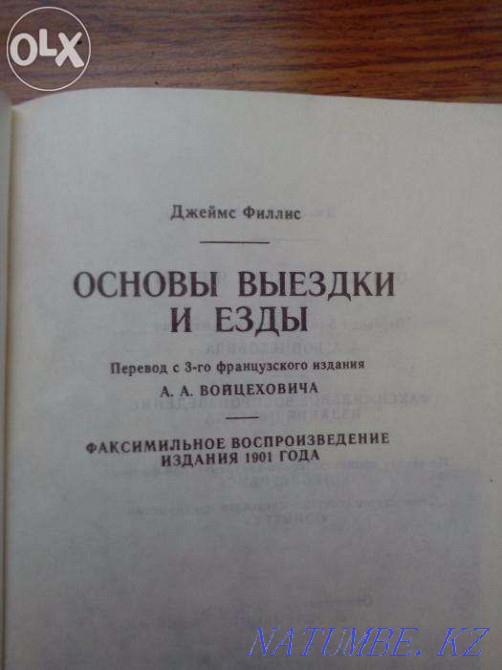 OLX
Джеймс Филлис
ОСНОВЫ ВЫЕЗДКИ
И ЕЗДЫ
Перевод с 3-го французского издания
А. А. ВОЙЦЕХОВИЧА
ФАКСИМИЛЬНОЕ ВОСПРОИЗВЕДЕНИЕ
ИЗДАНИЯ 1901 ГОДА
NATUMBE.KZ